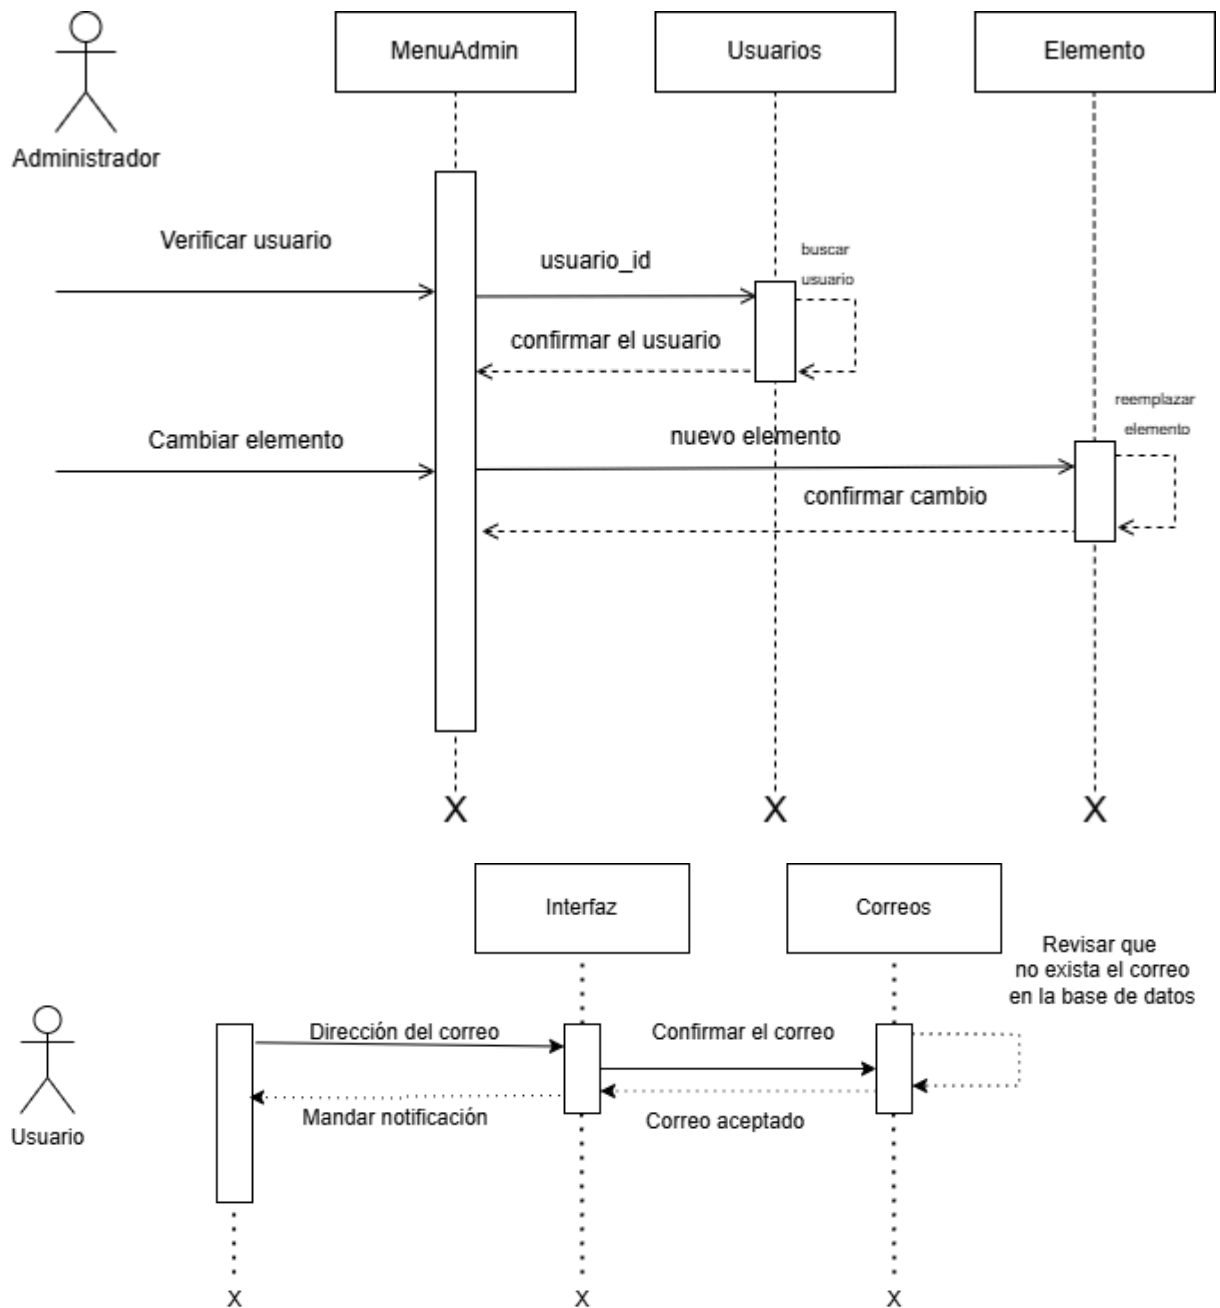 MenuAdmin
Usuarios
Elemento
Administrador
Verificar usuario
usuario_id
buscar
usuario
confirmar el usuario
Cambiar elemento
nuevo elemento
reemplazar
elemento
confirmar cambio
X
X
X
Interfaz
Correos
Revisar que
no exista el correo
en la base de datos
Dirección del correo
Confirmar el correo
Mandar notificación
Correo aceptado
Usuario
X
X
X